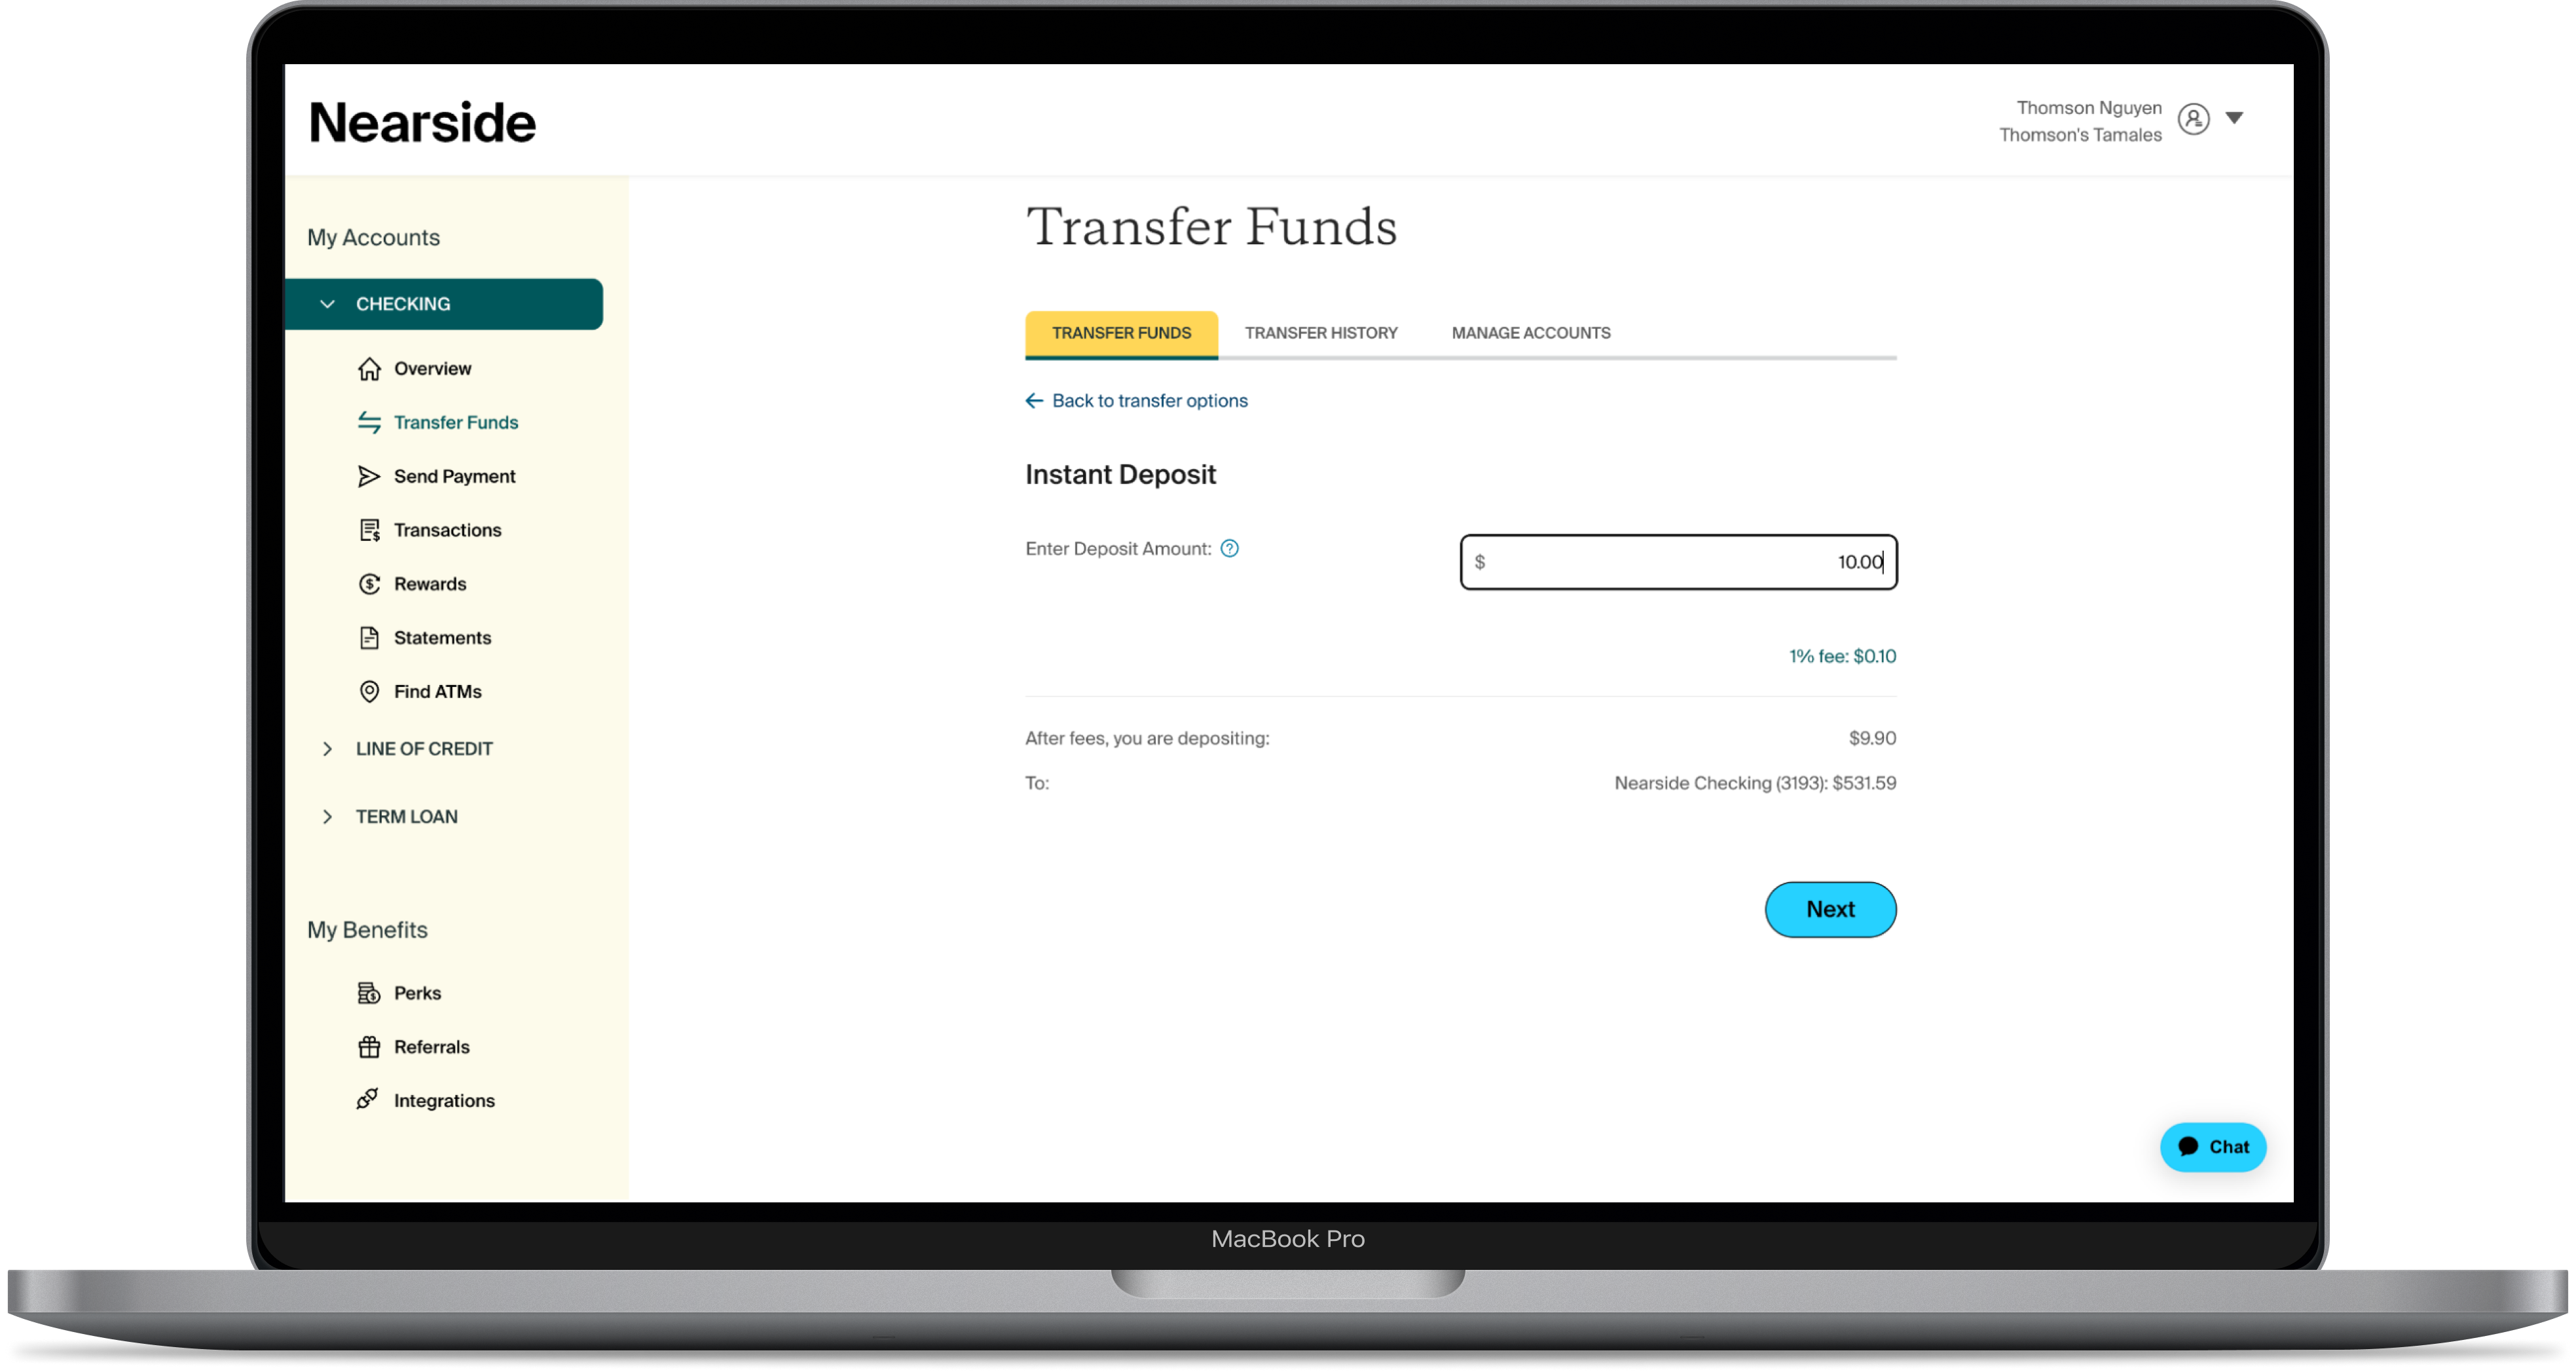 Nearside
Thomson Nguyen
Thomson's Tamales
My Accounts
CHECKING
Overview
Transfer Funds
Send Payment
Transactions
Rewards
Statements
Find ATMs
LINE OF CREDIT
TERM LOAN
My Benefits
Perks
Referrals
Integrations
Transfer Funds
TRANSFER FUNDS TRANSFER HISTORY MANAGE ACCOUNTS
Back to transfer options
Instant Deposit
Enter Deposit Amount: ?
$ 10.00
1% fee: $0.10
After fees, you are depositing: $9.90
To: Nearside Checking (3193): $531.59
Next
Chat
MacBook Pro